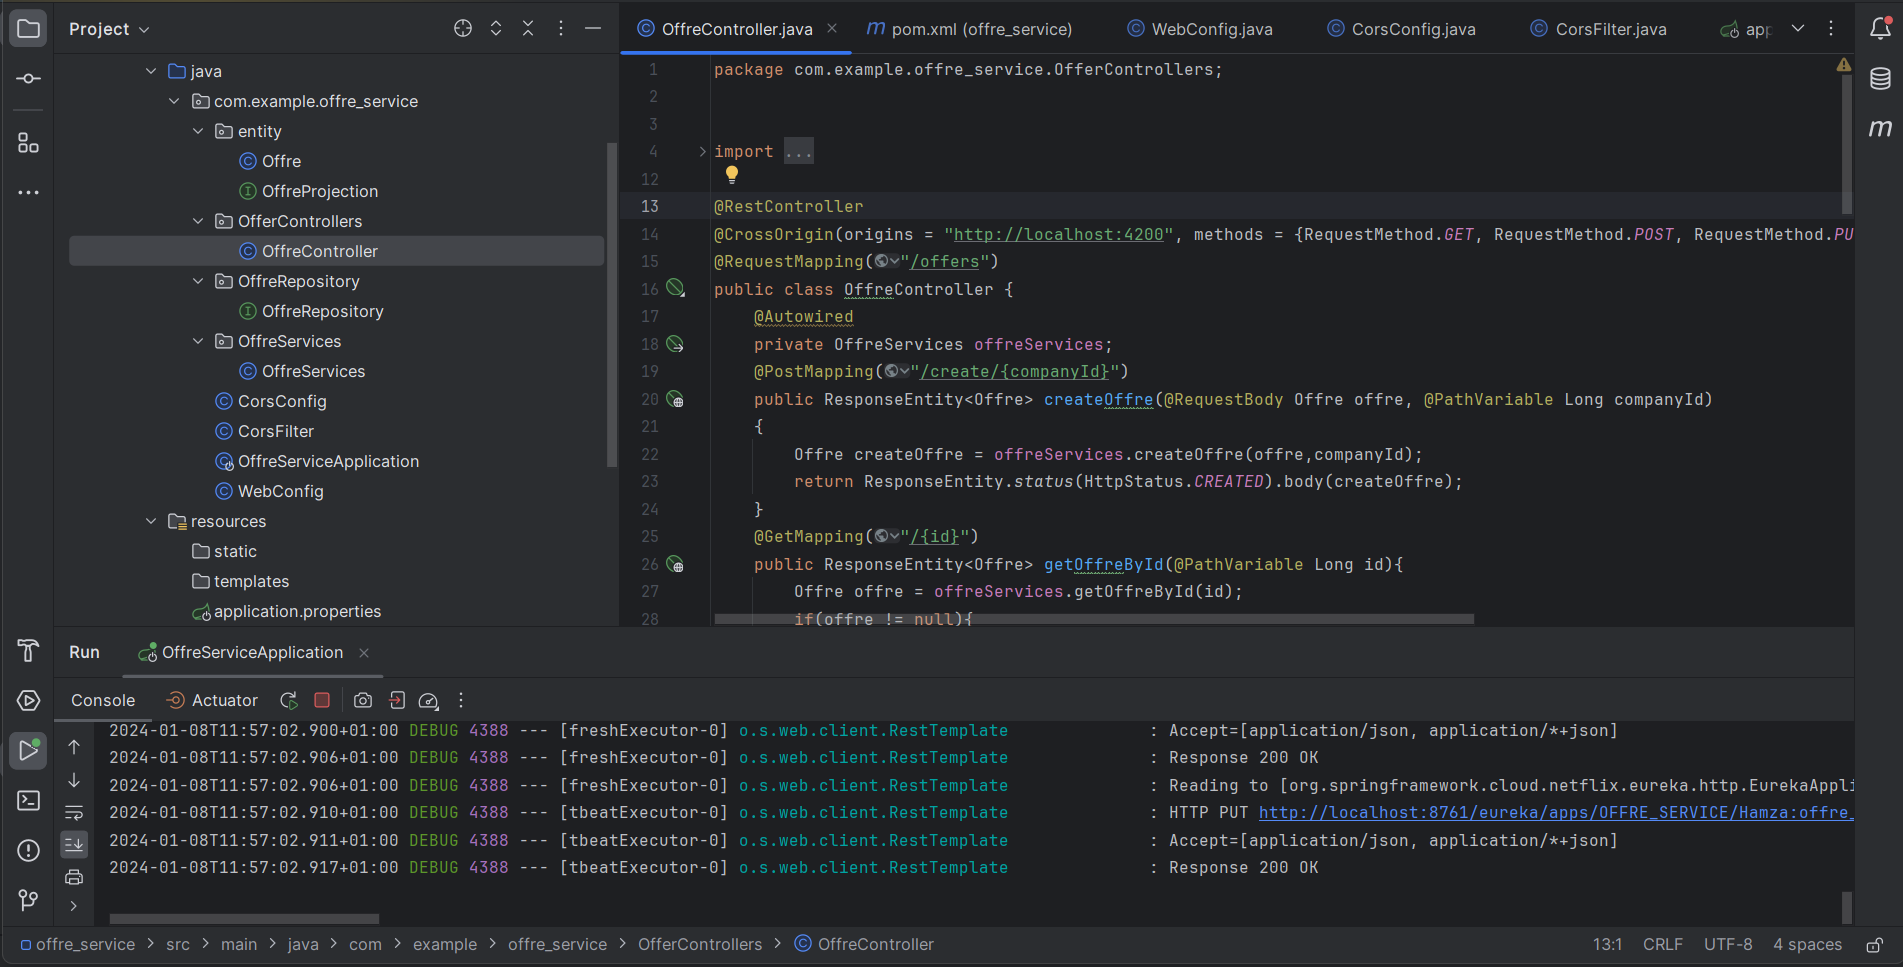 Project
OffreController.java
m pom.xml (offre_service)
WebConfig.java
CorsConfig.java
CorsFilter.java
app
java
com.example.offre_service
entity
Offre
OffreProjection
OfferControllers
OffreController
OffreRepository
OffreRepository
OffreServices
OffreServices
CorsConfig
CorsFilter
OffreServiceApplication
WebConfig
resources
static
templates
application.properties
1 package com.example.offre_service.OfferControllers;
2
3
4 import ...
12
13 @RestController
14 @CrossOrigin(origins = "http://localhost:4200", methods = {RequestMethod.GET, RequestMethod.POST, RequestMethod.PU
15 @RequestMapping("/offers")
16 public class OffreController {
17 @Autowired
18 private OffreServices offreServices;
19 @PostMapping("/create/{companyId}")
20 public ResponseEntity<Offre> createOffre(@RequestBody Offre offre, @PathVariable Long companyId)
21 {
22 Offre createOffre = offreServices.createOffre(offre,companyId);
23 return ResponseEntity.status(HttpStatus.CREATED).body(createOffre);
24 }
25 @GetMapping("/{id}")
26 public ResponseEntity<Offre> getOffreById(@PathVariable Long id){
27 Offre offre = offreServices.getOffreById(id);
28 if(offre != null){
m
Run OffreServiceApplication
Console Actuator
2024-01-08T11:57:02.900+01:00 DEBUG 4388 --- [freshExecutor-0] o.s.web.client.RestTemplate : Accept=[application/json, application/*+json]
2024-01-08T11:57:02.906+01:00 DEBUG 4388 --- [freshExecutor-0] o.s.web.client.RestTemplate : Response 200 OK
2024-01-08T11:57:02.906+01:00 DEBUG 4388 --- [freshExecutor-0] o.s.web.client.RestTemplate : Reading to [org.springframework.cloud.netflix.eureka.http.EurekaAppli
2024-01-08T11:57:02.910+01:00 DEBUG 4388 --- [tbeatExecutor-0] o.s.web.client.RestTemplate : HTTP PUT http://localhost:8761/eureka/apps/OFFRE_SERVICE/Hamza:offre_
2024-01-08T11:57:02.911+01:00 DEBUG 4388 --- [tbeatExecutor-0] o.s.web.client.RestTemplate : Accept=[application/json, application/*+json]
2024-01-08T11:57:02.917+01:00 DEBUG 4388 --- [tbeatExecutor-0] o.s.web.client.RestTemplate : Response 200 OK
offre_service > src > main > java > com > example > offre_service > OfferControllers > OffreController
13:1 CRLF UTF-8 4 spaces